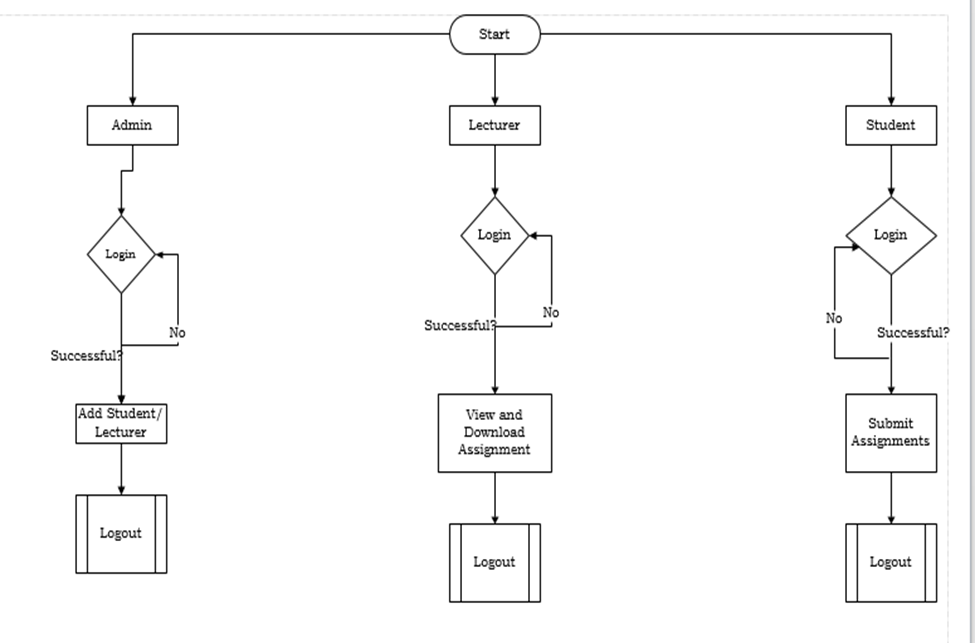 Start
Admin
Lecturer
Student
Login
Login
Login
No
No
No
Successful?
Successful?
Successful?
Add Student/
Lecturer
View and
Download
Assignment
Submit
Assignments
Logout
Logout
Logout